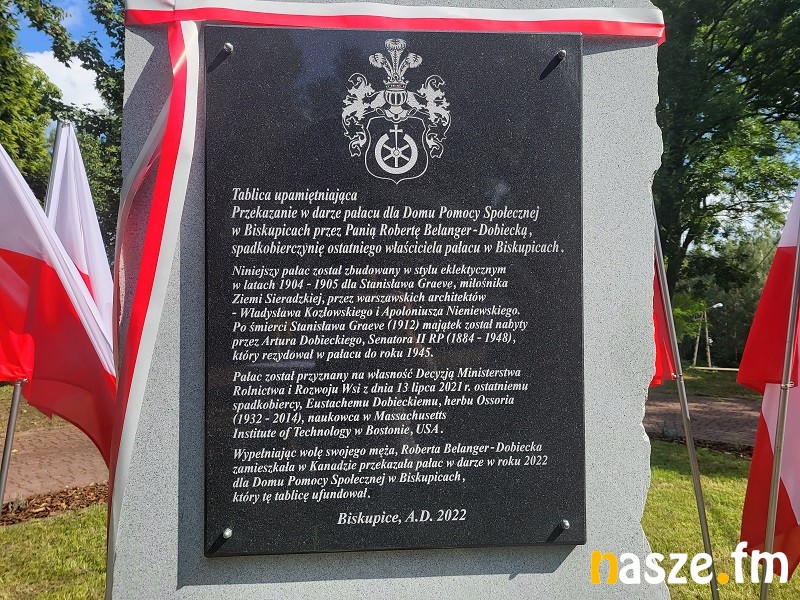 Tablica upamiętniająca
Przekazanie w darze pałacu dla Domu Pomocy Społecznej
w Biskupicach przez Panią Robertę Belanger-Dobiecką,
spadkobierczynię ostatniego właściciela pałacu w Biskupicach.
Niniejszy pałac został zbudowany w stylu eklektycznym
w latach 1904 - 1905 dla Stanisława Graeve, miłośnika
Ziemi Sieradzkiej, przez warszawskich architektów
- Władysława Kozłowskiego i Apoloniusza Nieniewskiego.
Po śmierci Stanisława Graeve (1912) majątek został nabyty
przez Artura Dobieckiego, Senatora II RP (1884 - 1948),
który rezydował w pałacu do roku 1945.
Pałac został przyznany na własność Decyzją Ministerstwa
Rolnictwa i Rozwoju Wsi z dnia 13 lipca 2021 r. ostatniemu
spadkobiercy, Eustachemu Dobieckiemu, herbu Ossoria
(1932 - 2014), naukowca w Massachusetts
Institute of Technology w Bostonie, USA.
Wypełniając wolę swojego męża, Roberta Belanger-Dobiecka
zamieszkała w Kanadzie przekazała pałac w darze w roku 2022
dla Domu Pomocy Społecznej w Biskupicach,
który tę tablicę ufundował.
Biskupice, A.D. 2022
nasze.fm